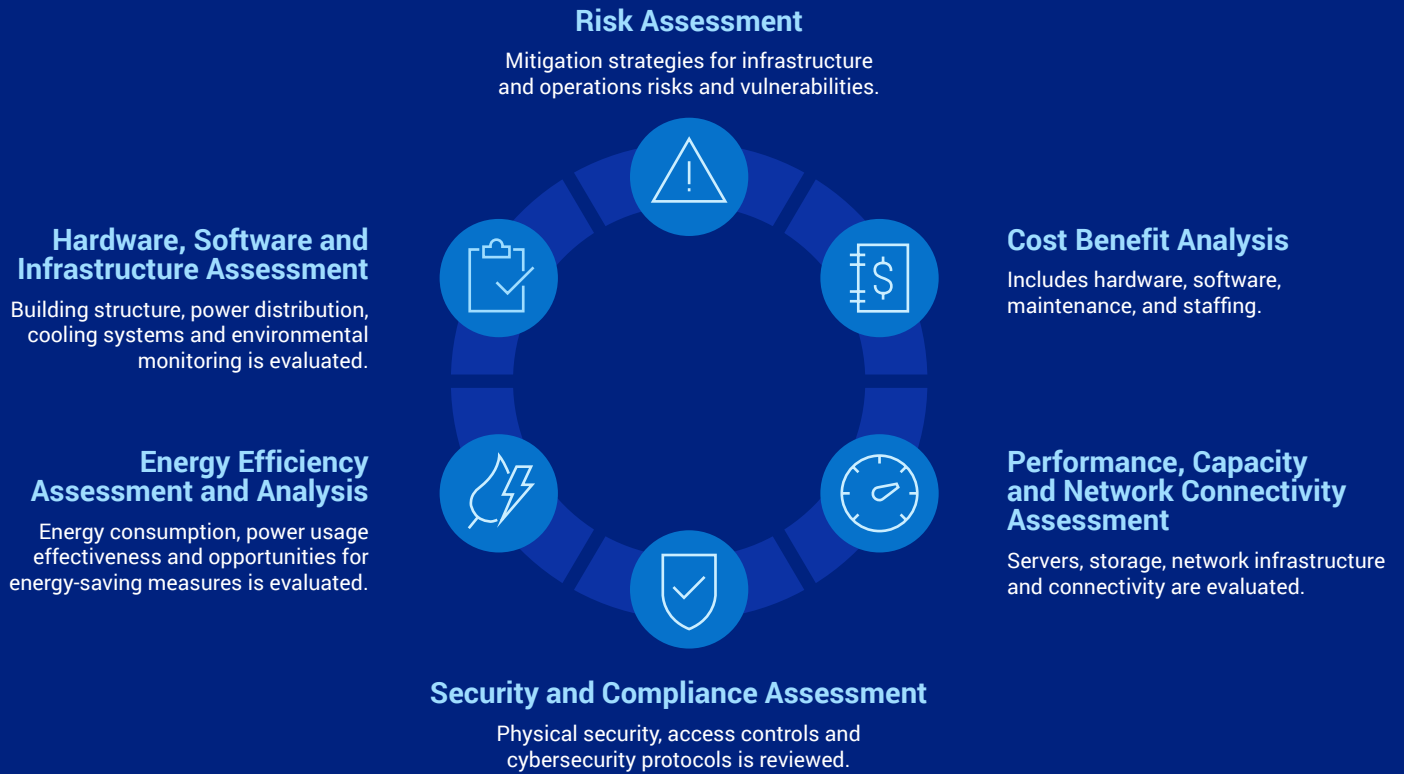 Risk Assessment
Mitigation strategies for infrastructure
and operations risks and vulnerabilities.
Hardware, Software and
Infrastructure Assessment
Building structure, power distribution,
cooling systems and environmental
monitoring is evaluated.
Cost Benefit Analysis
Includes hardware, software,
maintenance, and staffing.
Energy Efficiency
Assessment and Analysis
Energy consumption, power usage
effectiveness and opportunities for
energy-saving measures is evaluated.
Performance, Capacity
and Network Connectivity
Assessment
Servers, storage, network infrastructure
and connectivity are evaluated.
Security and Compliance Assessment
Physical security, access controls and
cybersecurity protocols is reviewed.